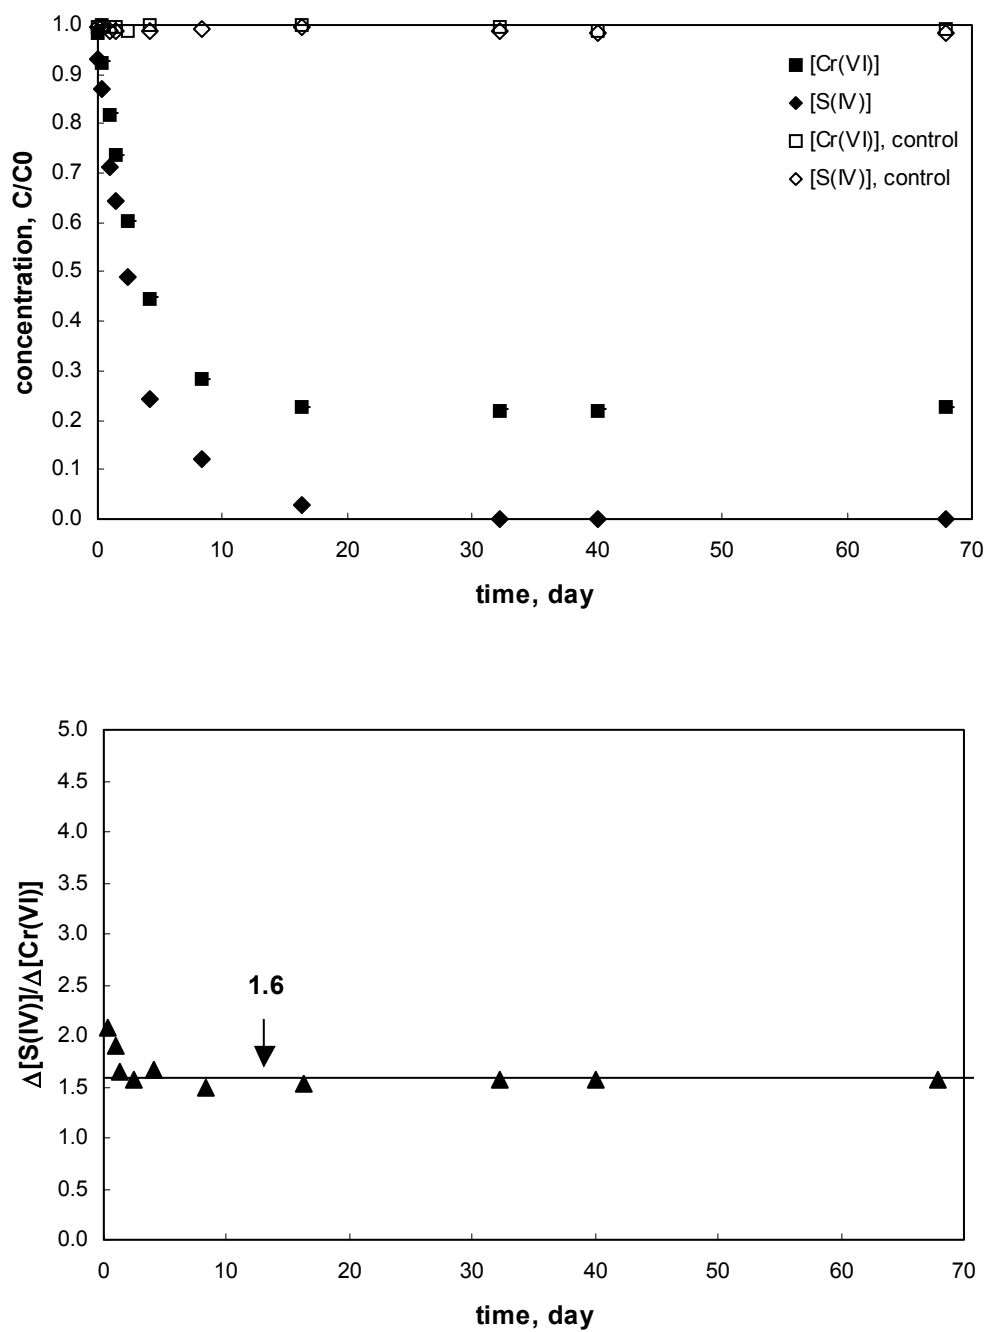 1.0
0.9
0.8
0.7
0.6
0.5
0.4
0.3
0.2
0.1
0.0
concentration, C/C0
[Cr(VI)]
[S(IV)]
[Cr(VI)], control
[S(IV)], control
0 10 20 30 40 50 60 70
time, day
5.0
4.5
4.0
3.5
3.0
2.5
2.0
1.5
1.0
0.5
0.0
Δ[S(IV)]/Δ[Cr(VI)]
1.6
0 10 20 30 40 50 60 70
time, day